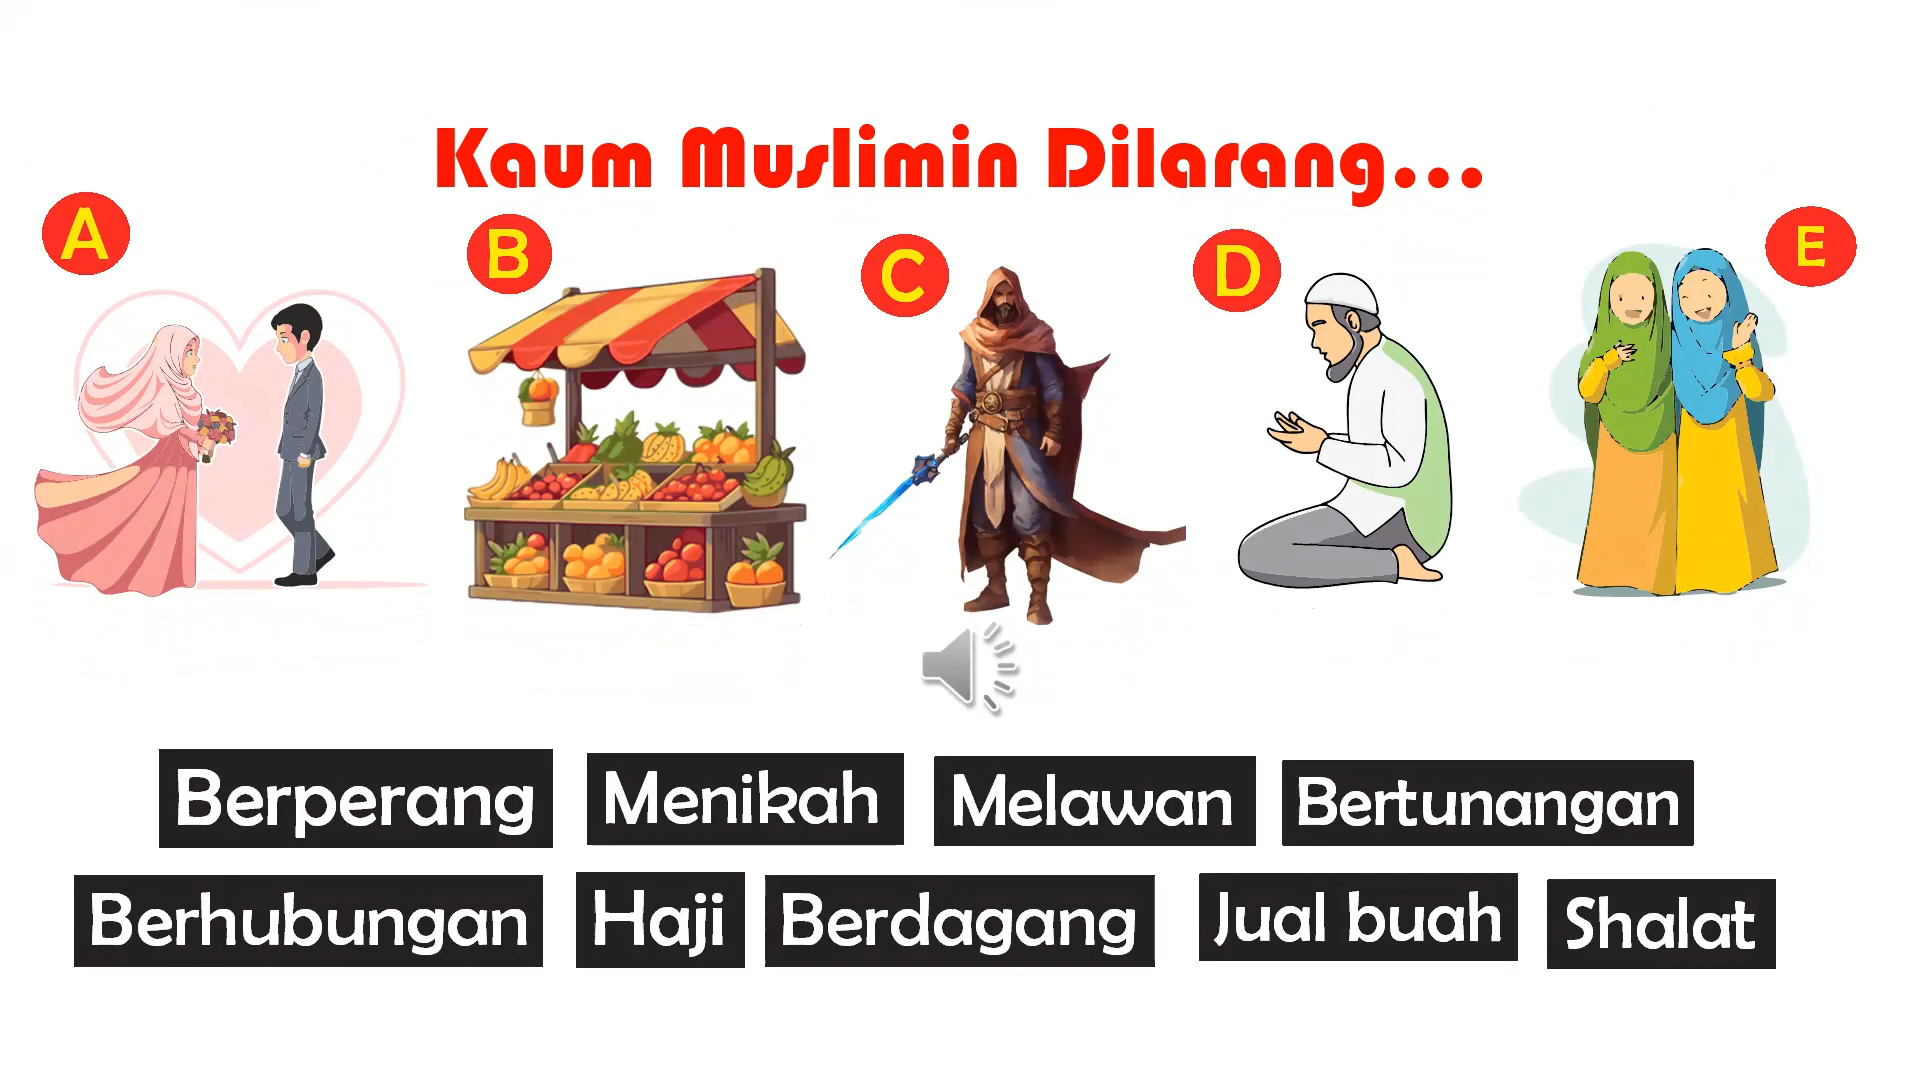 Kaum Muslimin Dilarang...
A
B
C
D
E
Berperang
Menikah
Melawan
Bertunangan
Berhubungan
Haji
Berdagang
Jual buah
Shalat